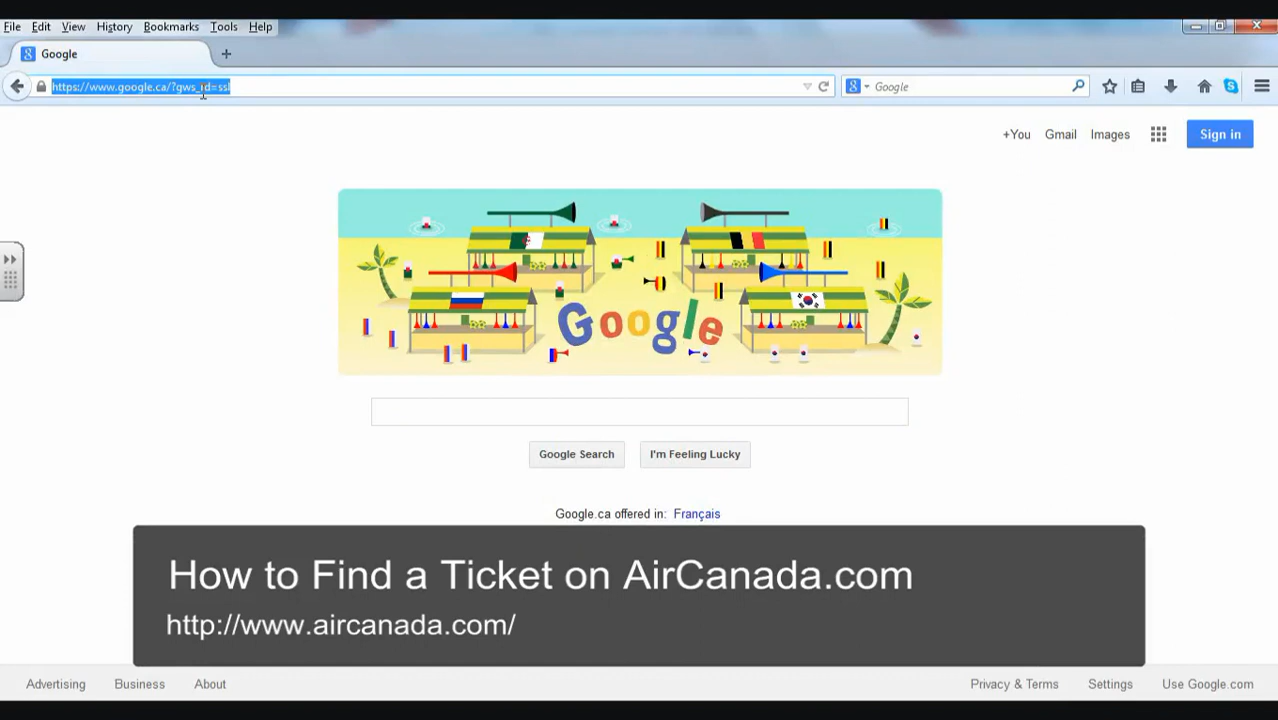 File Edit View History Bookmarks Tools Help
Google
https://www.google.ca/?gws_rd=ssl
Google
+You Gmail Images Sign in
Google
Google Search I'm Feeling Lucky
Google.ca offered in: Français
How to Find a Ticket on AirCanada.com
http://www.aircanada.com/
Advertising Business About Privacy & Terms Settings Use Google.com